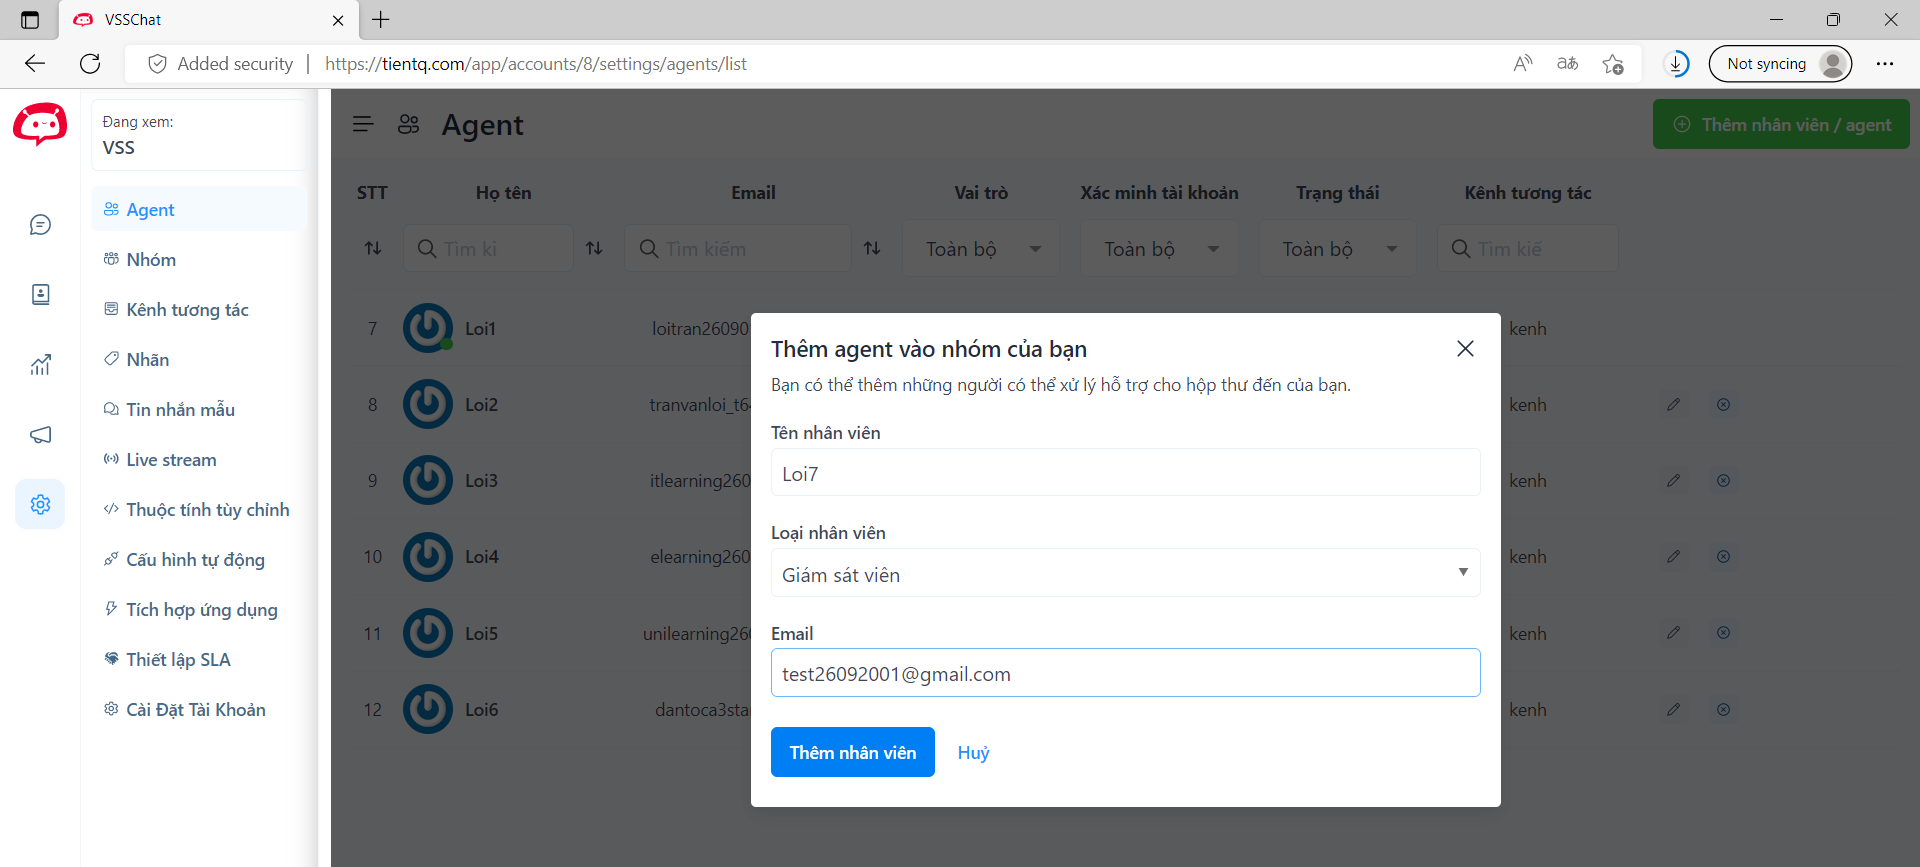 VSSChat
Added security
https://tientq.com/app/accounts/8/settings/agents/list
Not syncing
Đang xem:
VSS
Agent
Nhóm
Kênh tương tác
Nhãn
Tin nhắn mẫu
Live stream
Thuộc tính tùy chỉnh
Cấu hình tự động
Tích hợp ứng dụng
Thiết lập SLA
Cài Đặt Tài Khoản
Agent
Thêm nhân viên / agent
STT Họ tên Email Vai trò Xác minh tài khoản Trạng thái Kênh tương tác
Tìm ki Tìm kiếm Toàn bộ Toàn bộ Toàn bộ Tìm kiế
7 Loi1 loitran26090 kenh
8 Loi2 tranvanloi_t6 kenh
9 Loi3 itlearning260 kenh
10 Loi4 elearning260 kenh
11 Loi5 unilearning26 kenh
12 Loi6 dantoca3sta kenh
Thêm agent vào nhóm của bạn
Bạn có thể thêm những người có thể xử lý hỗ trợ cho hộp thư đến của bạn.
Tên nhân viên
Loi7
Loại nhân viên
Giám sát viên
Email
test26092001@gmail.com
Thêm nhân viên Huỷ